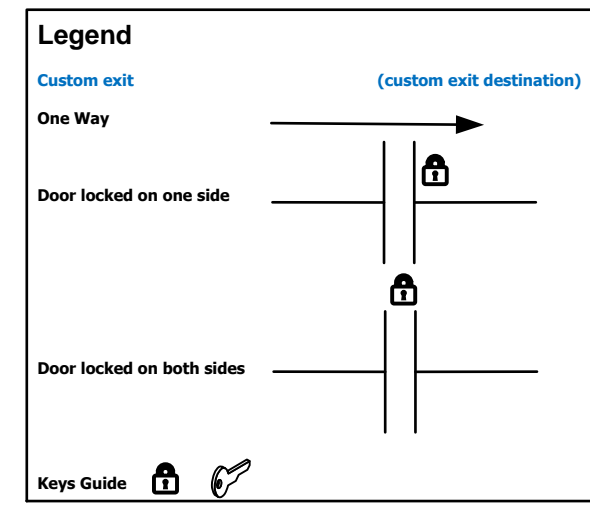 Legend
Custom exit (custom exit destination)
One Way
Door locked on one side
Door locked on both sides
Keys Guide